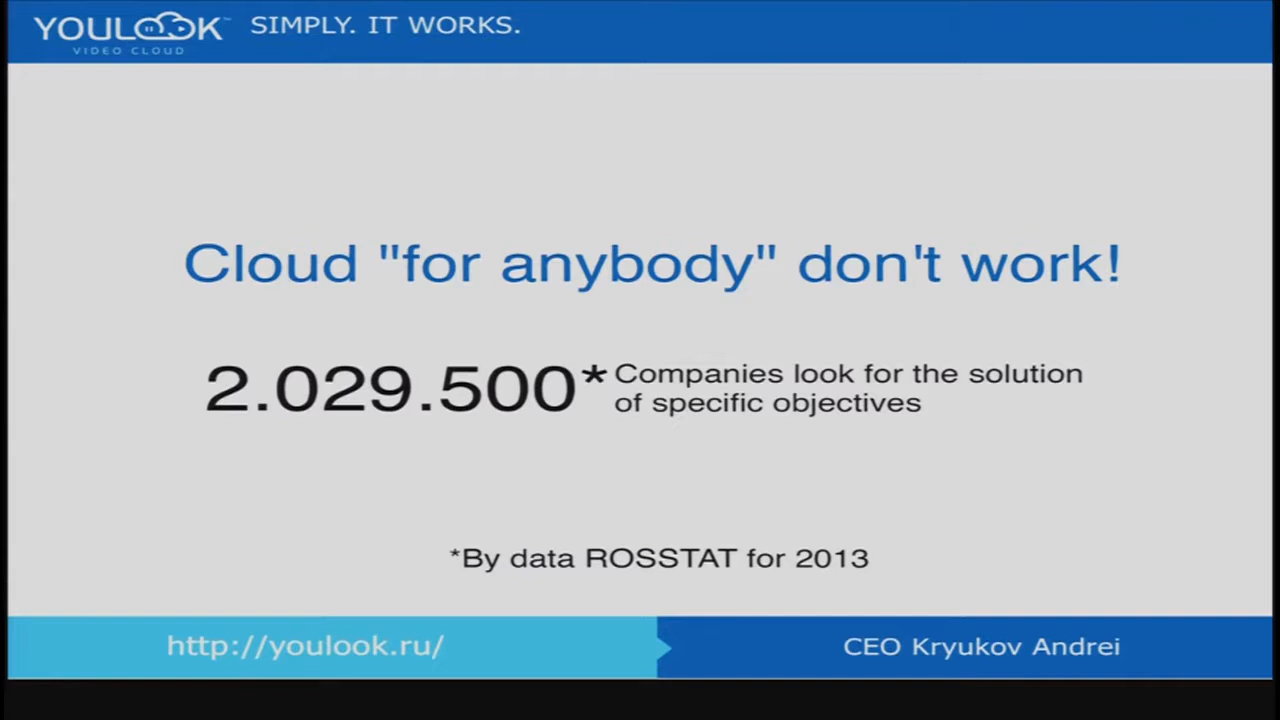 YOULOOK™ SIMPLY. IT WORKS.
VIDEO CLOUD
Cloud "for anybody" don't work!
2.029.500* Companies look for the solution
of specific objectives
*By data ROSSTAT for 2013
http://youlook.ru/
CEO Kryukov Andrei